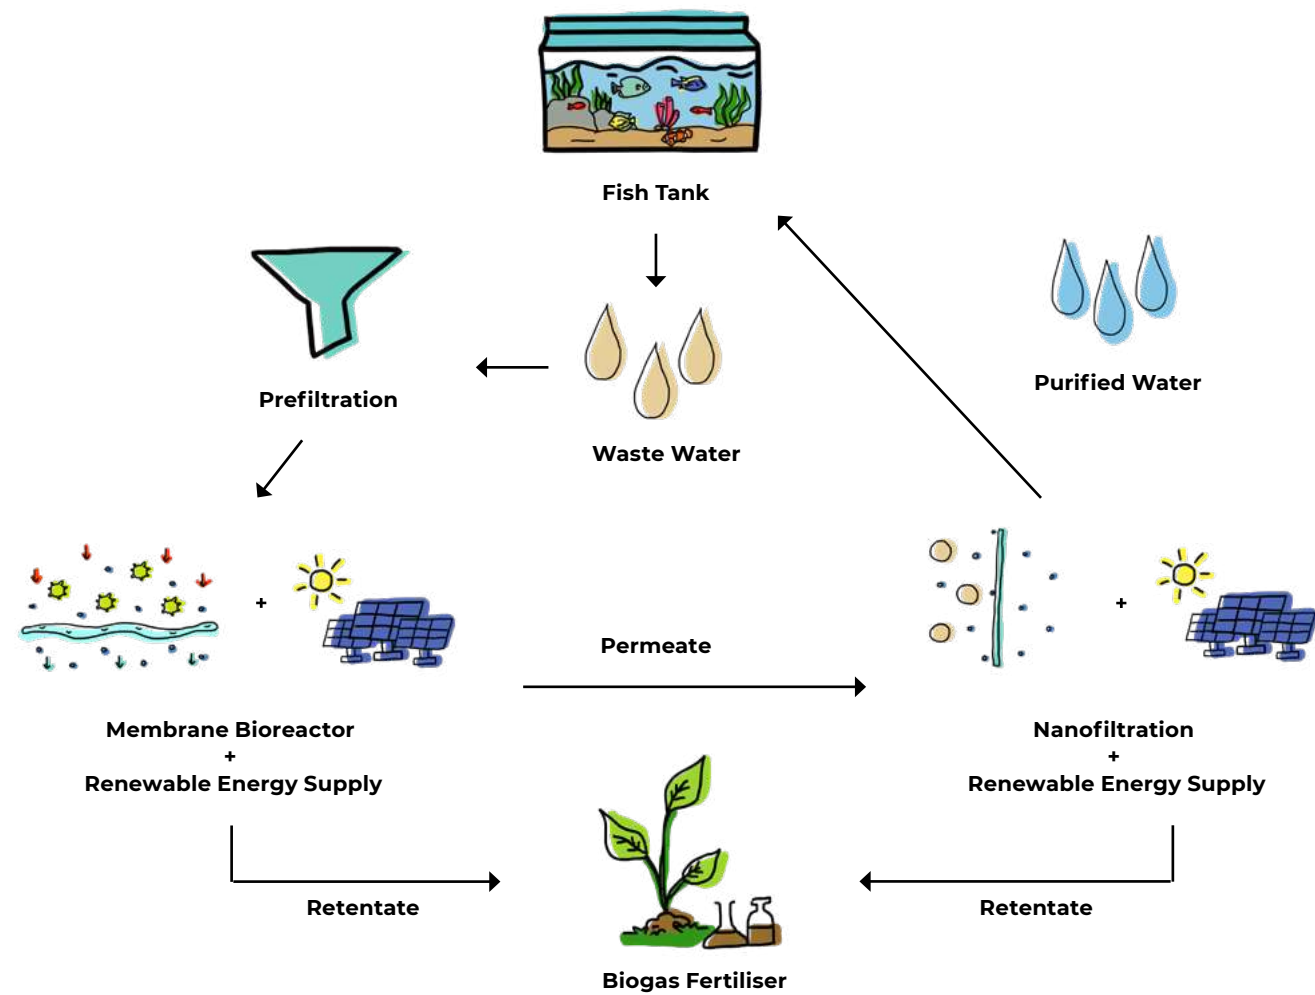 Fish Tank
Purified Water
Prefiltration
Waste Water
+
+
Permeate
Membrane Bioreactor
+
Renewable Energy Supply
Nanofiltration
+
Renewable Energy Supply
Retentate
Retentate
Biogas Fertiliser